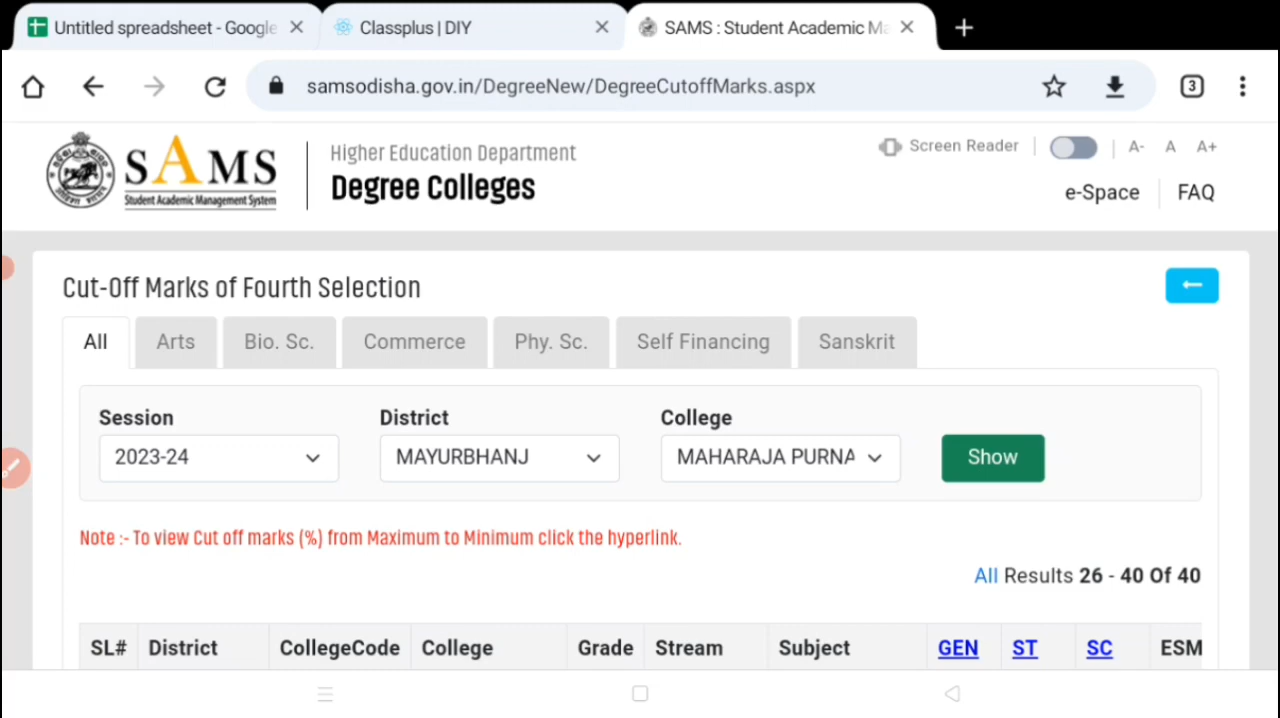 Untitled spreadsheet - Google
Classplus | DIY
SAMS : Student Academic Ma
samsodisha.gov.in/DegreeNew/DegreeCutoffMarks.aspx
3
SAMS
Student Academic Management System
Higher Education Department
Degree Colleges
Screen Reader
A- A A+
e-Space FAQ
Cut-Off Marks of Fourth Selection
All Arts Bio. Sc. Commerce Phy. Sc. Self Financing Sanskrit
Session District College
2023-24 MAYURBHANJ MAHARAJA PURNA Show
Note :- To view Cut off marks (%) from Maximum to Minimum click the hyperlink.
All Results 26 - 40 Of 40
SL# District CollegeCode College Grade Stream Subject GEN ST SC ESM